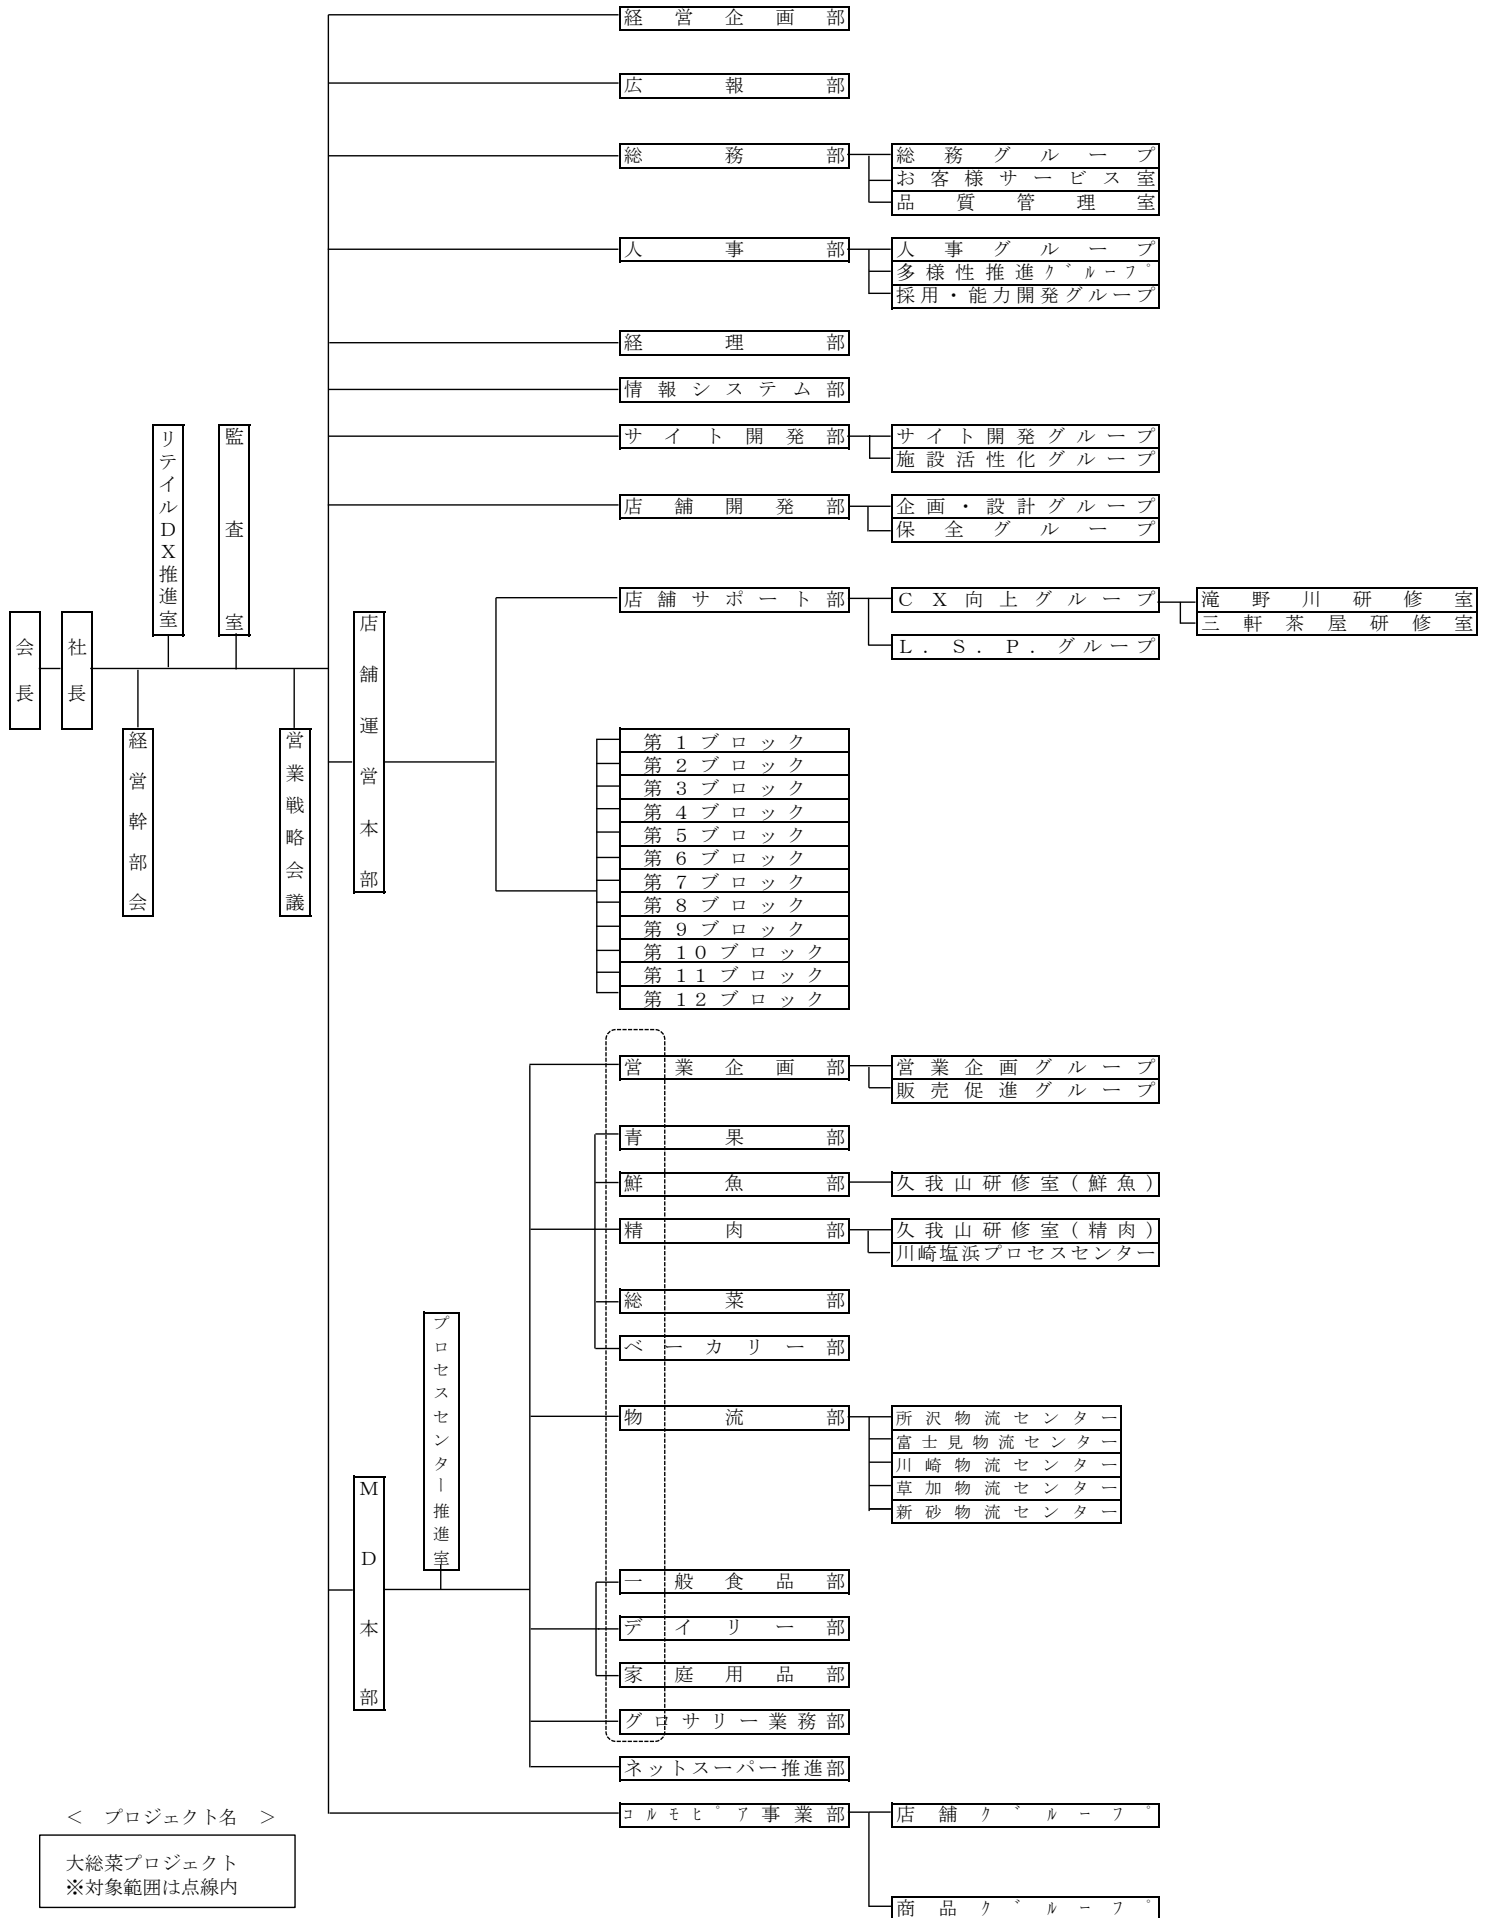 経営企画部
広報部
総務部
総務グループ
お客様サービス室
品質管理室
人事部
人事グループ
多様性推進ｸﾞﾙｰﾌﾟ
採用・能力開発グループ
経理部
情報システム部
サイト開発部
サイト開発グループ
施設活性化グループ
店舗開発部
企画・設計グループ
保全グループ
会長
社長
リテイルDX推進室
監査室
経営幹部会
営業戦略会議
店舗運営本部
店舗サポート部
CX向上グループ
滝野川研修室
三軒茶屋研修室
L．S．P．グループ
第1ブロック
第2ブロック
第3ブロック
第4ブロック
第5ブロック
第6ブロック
第7ブロック
第8ブロック
第9ブロック
第10ブロック
第11ブロック
第12ブロック
MD本部
プロセスセンター推進室
営業企画部
営業企画グループ
販売促進グループ
青果部
鮮魚部
久我山研修室(鮮魚)
精肉部
久我山研修室(精肉)
川崎塩浜プロセスセンター
総菜部
ベーカリー部
物流部
所沢物流センター
富士見物流センター
川崎物流センター
草加物流センター
新砂物流センター
一般食品部
デイリー部
家庭用品部
グロサリー業務部
ネットスーパー推進部
ｺﾙﾓﾋﾟｱ事業部
店舗ｸﾞﾙｰﾌﾟ
商品ｸﾞﾙｰﾌﾟ
＜　プロジェクト名　＞
大総菜プロジェクト
※対象範囲は点線内